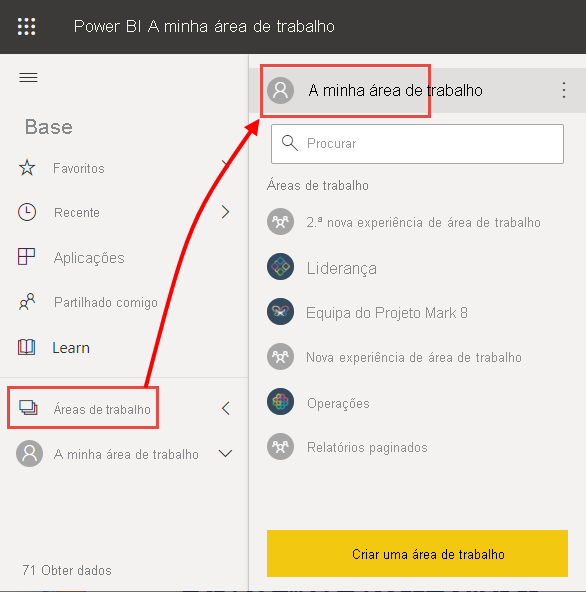 Power BI A minha área de trabalho
Base
Favoritos
Recente
Aplicações
Partilhado comigo
Learn
Áreas de trabalho
A minha área de trabalho
71 Obter dados
A minha área de trabalho
Procurar
Áreas de trabalho
2.ª nova experiência de área de trabalho
Liderança
Equipa do Projeto Mark 8
Nova experiência de área de trabalho
Operações
Relatórios paginados
Criar uma área de trabalho